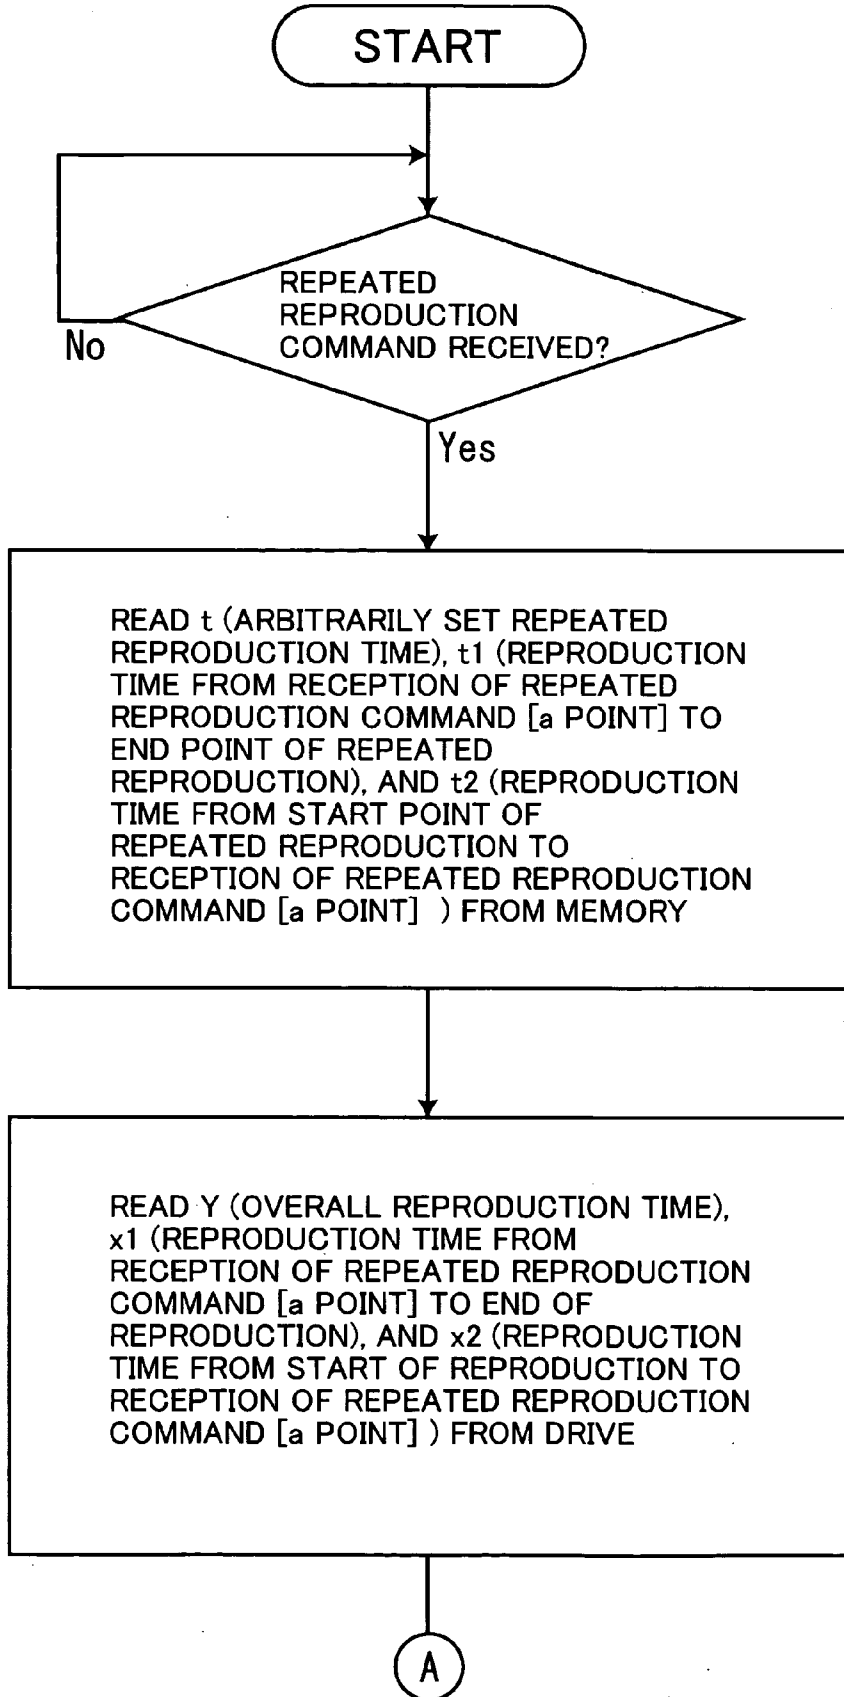 START
REPEATED
REPRODUCTION
COMMAND RECEIVED?
No
Yes
READ t (ARBITRARILY SET REPEATED
REPRODUCTION TIME), t1 (REPRODUCTION
TIME FROM RECEPTION OF REPEATED
REPRODUCTION COMMAND [a POINT] TO
END POINT OF REPEATED
REPRODUCTION), AND t2 (REPRODUCTION
TIME FROM START POINT OF
REPEATED REPRODUCTION TO
RECEPTION OF REPEATED REPRODUCTION
COMMAND [a POINT] ) FROM MEMORY
READ Y (OVERALL REPRODUCTION TIME),
x1 (REPRODUCTION TIME FROM
RECEPTION OF REPEATED REPRODUCTION
COMMAND [a POINT] TO END OF
REPRODUCTION), AND x2 (REPRODUCTION
TIME FROM START OF REPRODUCTION TO
RECEPTION OF REPEATED REPRODUCTION
COMMAND [a POINT] ) FROM DRIVE
A